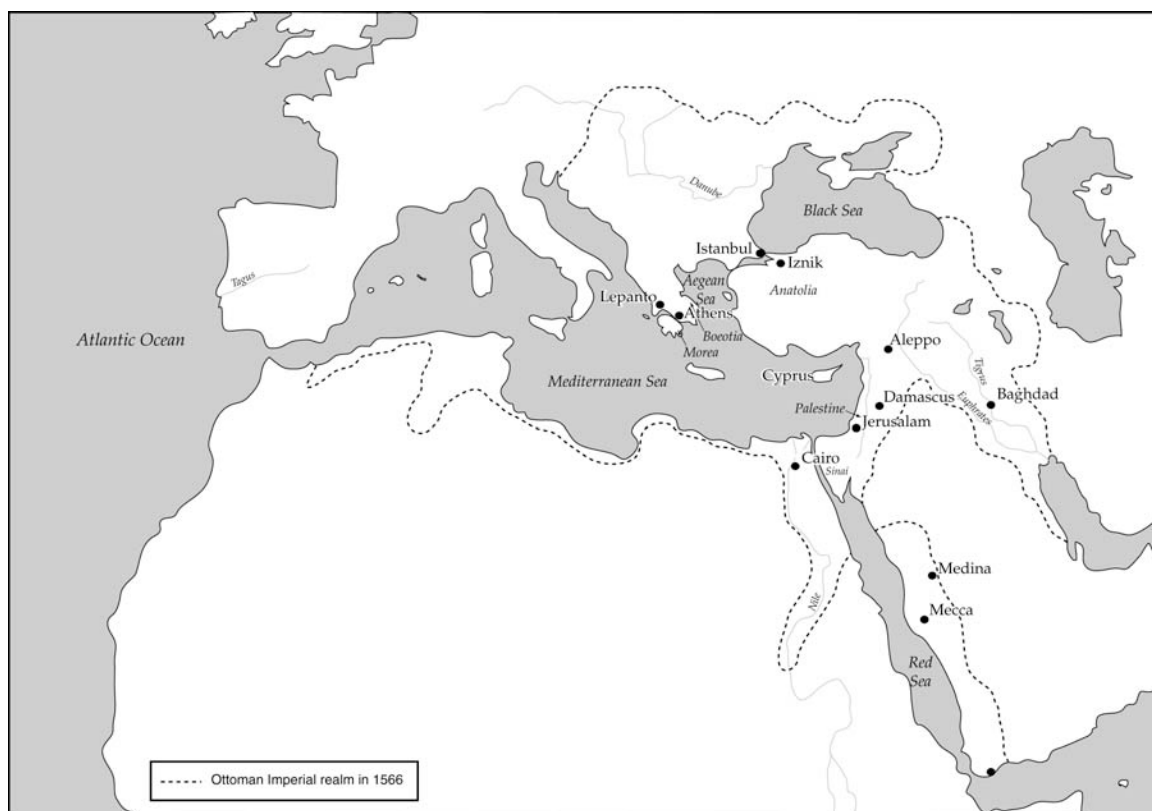 Danube
Black Sea
Istanbul
Iznik
Tagus
Aegean
Sea
Anatolia
Lepanto
Athens
Boeotia
Morea
Atlantic Ocean
Aleppo
Tigrus
Mediterranean Sea
Cyprus
Euphrates
Baghdad
Palestine
Damascus
Jerusalam
Cairo
Sinai
Medina
Nile
Mecca
Red
Sea
Ottoman Imperial realm in 1566